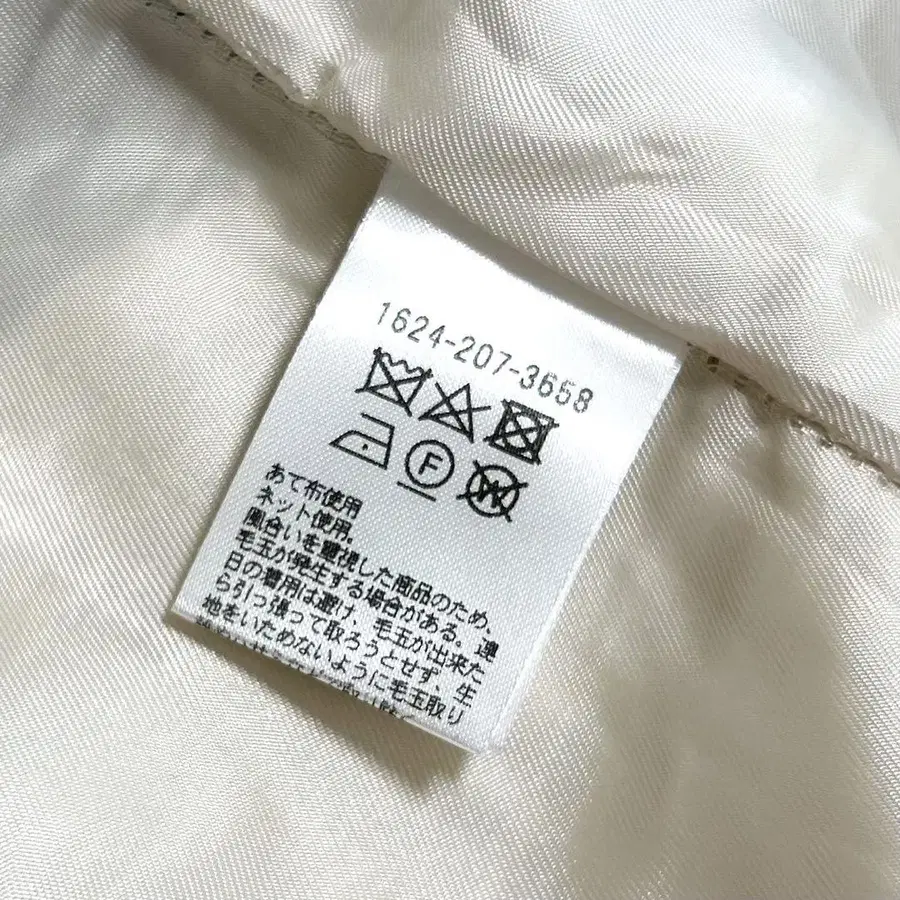 1624-207-3658
F
W
あて布使用
ネット使用。
風合いを重視した商品のため、
毛玉が発生する場合がある。連
日の着用は避け、毛玉が出来た
ら引っ張って取ろうとせず、生
地をいためないように毛玉取り